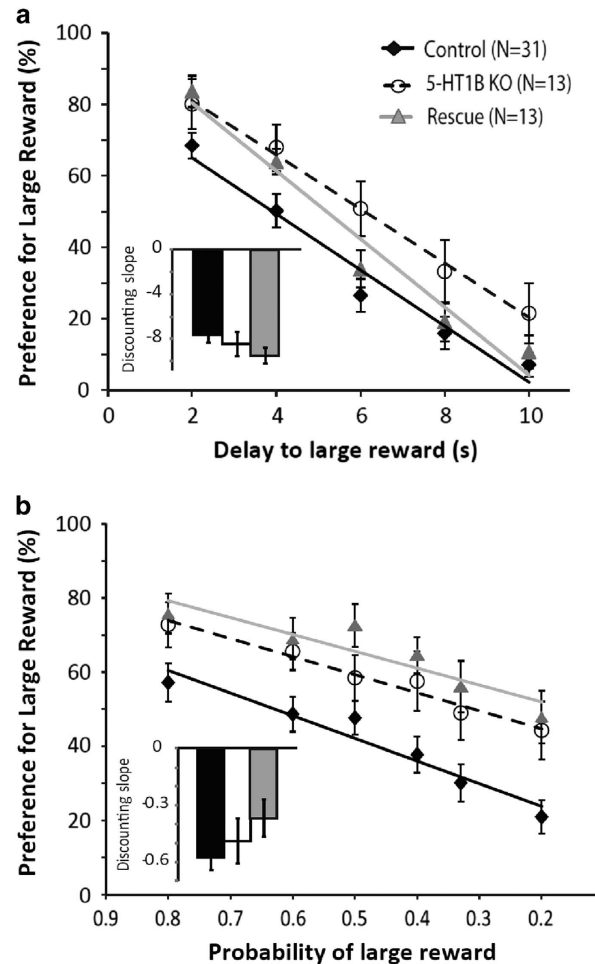 a
Preference for Large Reward (%)
100
80
60
40
20
0
Control (N=31)
5-HT1B KO (N=13)
Rescue (N=13)
Discounting slope
0
-4
-8
0 2 4 6 8 10
Delay to large reward (s)
b
Preference for Large Reward (%)
100
80
60
40
20
0
Discounting slope
0
-0.3
-0.6
0.9 0.8 0.7 0.6 0.5 0.4 0.3 0.2
Probability of large reward